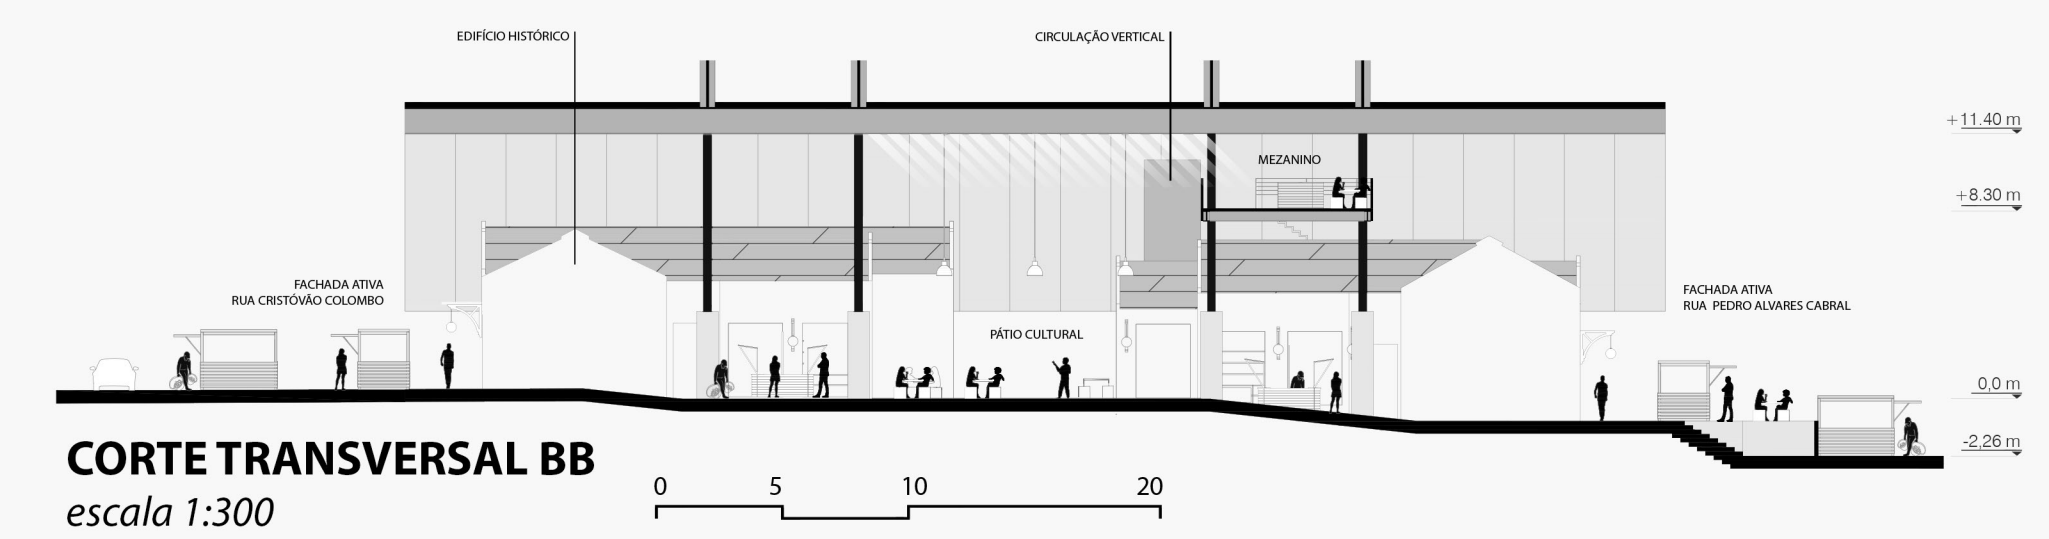 EDIFÍCIO HISTÓRICO
CIRCULAÇÃO VERTICAL
+11.40 m
MEZANINO
+8.30 m
FACHADA ATIVA
RUA CRISTÓVÃO COLOMBO
FACHADA ATIVA
RUA PEDRO ALVARES CABRAL
PÁTIO CULTURAL
0,0 m
-2,26 m
CORTE TRANSVERSAL BB
escala 1:300
0 5 10 20